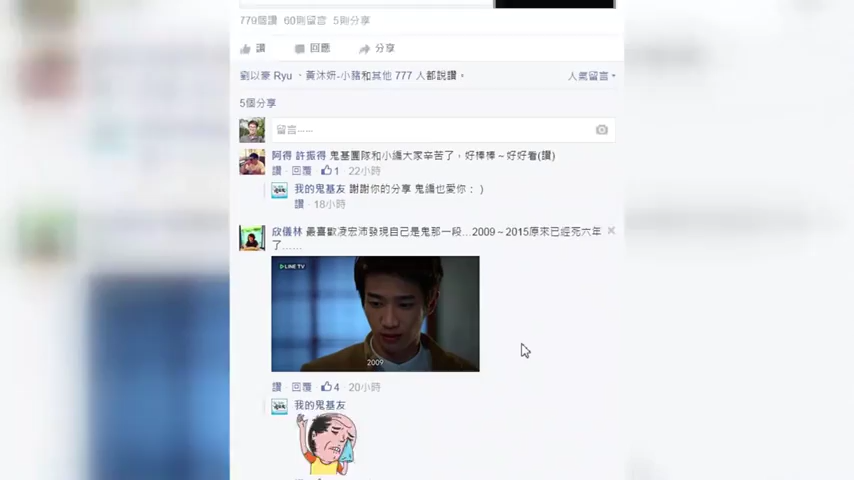 779個讚 60則留言 5則分享
讚 回應 分享
劉以豪 Ryu、黃沐妍-小豬和其他 777 人都說讚。 人氣留言
5個分享
留言......
阿得 許振得 鬼基團隊和小編大家辛苦了，好棒棒~好好看(讚)
讚 · 回覆 · 1 · 22小時
我的鬼基友 謝謝你的分享 鬼編也愛你：)
讚 · 18小時
欣儀林 最喜歡凌宏沛發現自己是鬼那一段...2009~2015原來已經死六年
了......
LINE TV
2009
讚 · 回覆 · 4 · 20小時
我的鬼基友